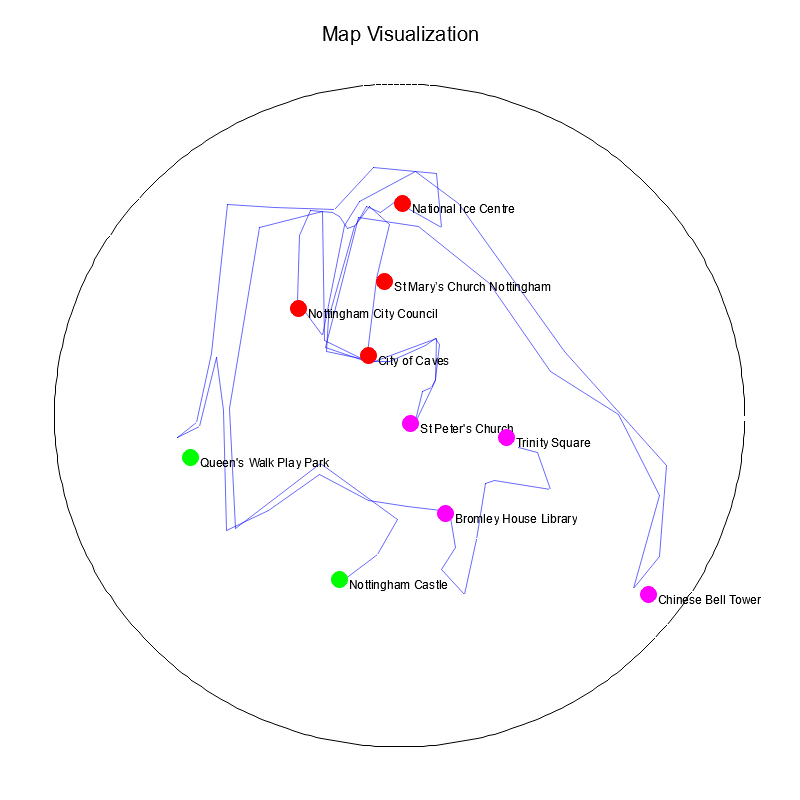 Map Visualization
National Ice Centre
St Mary's Church Nottingham
Nottingham City Council
City of Caves
St Peter's Church
Trinity Square
Queen's Walk Play Park
Bromley House Library
Nottingham Castle
Chinese Bell Tower